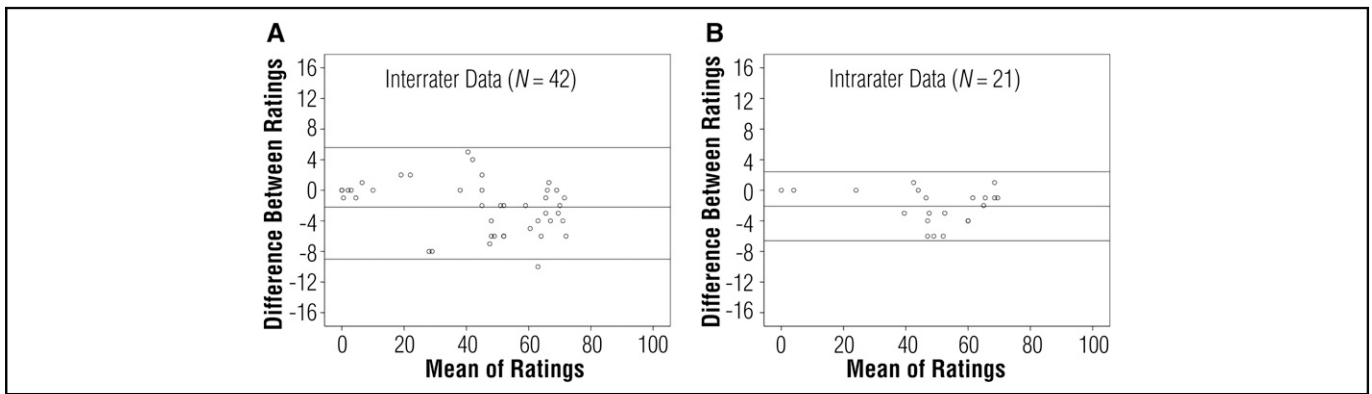 A
Difference Between Ratings
Interrater Data (N = 42)
16
12
8
4
0
-4
-8
-12
-16
0 20 40 60 80 100
Mean of Ratings
B
Difference Between Ratings
Intrarater Data (N = 21)
16
12
8
4
0
-4
-8
-12
-16
0 20 40 60 80 100
Mean of Ratings